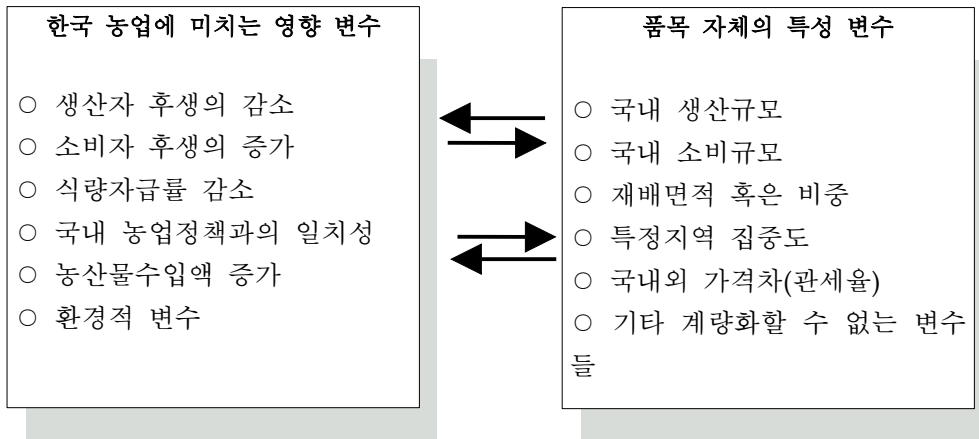 한국 농업에 미치는 영향 변수
○ 생산자 후생의 감소
○ 소비자 후생의 증가
○ 식량자급률 감소
○ 국내 농업정책과의 일치성
○ 농산물수입액 증가
○ 환경적 변수
품목 자체의 특성 변수
○ 국내 생산규모
○ 국내 소비규모
○ 재배면적 혹은 비중
○ 특정지역 집중도
○ 국내외 가격차(관세율)
○ 기타 계량화할 수 없는 변수
들